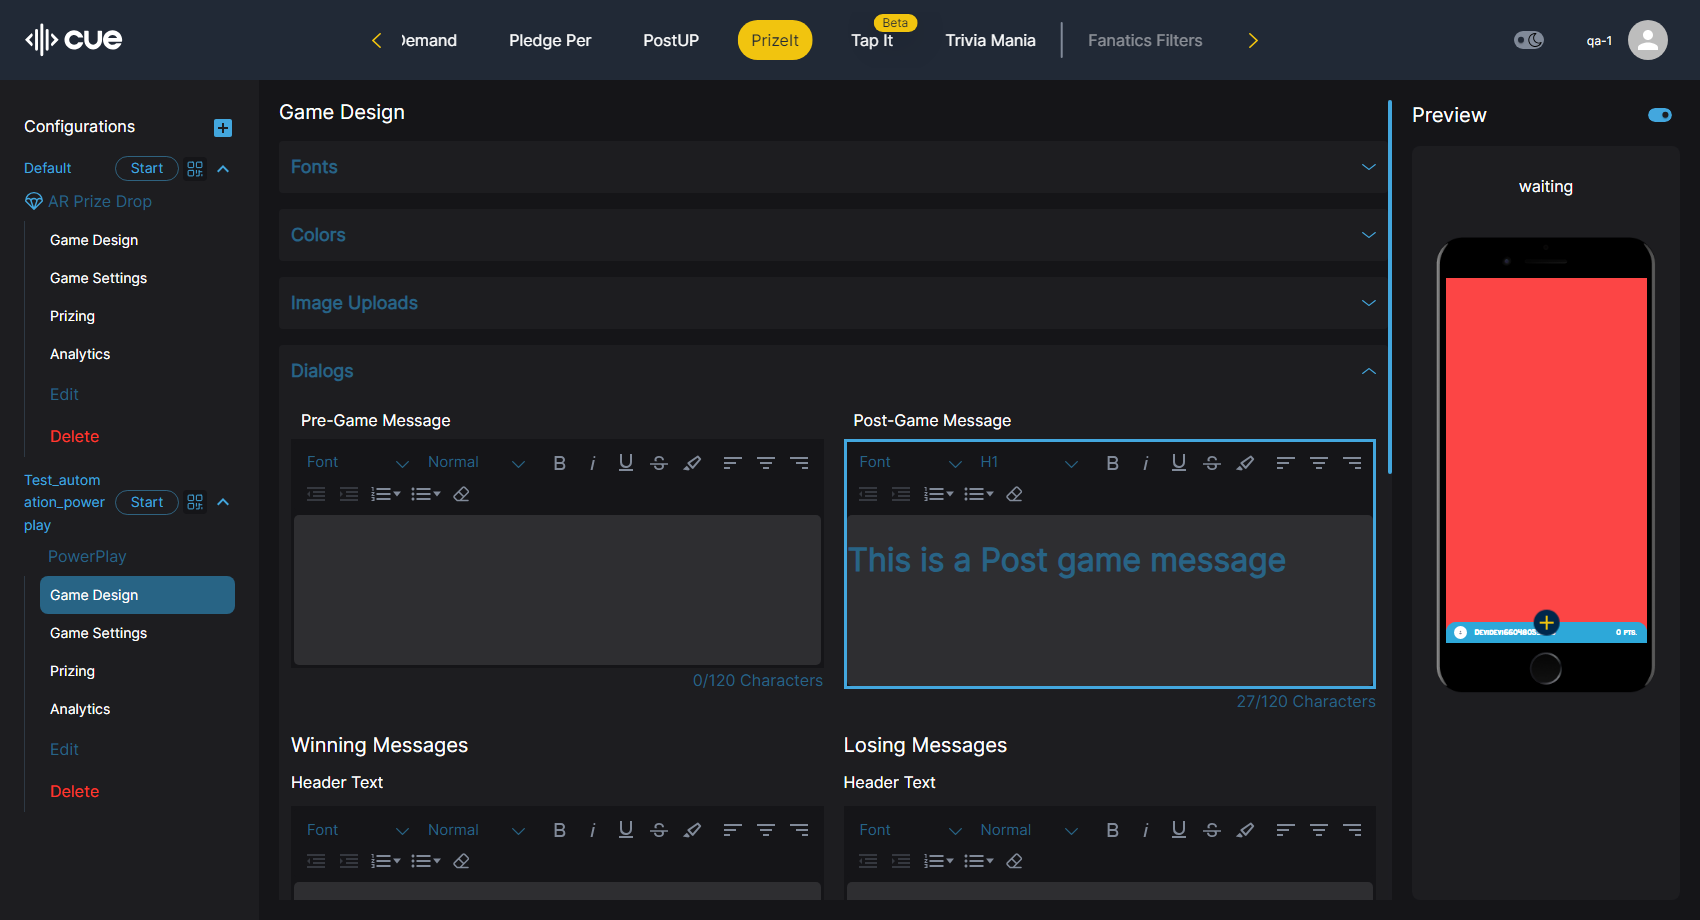 cue
Demand
Pledge Per
PostUP
PrizeIt
Beta
Tap It
Trivia Mania
Fanatics Filters
qa-1
Configurations
Default
Start
AR Prize Drop
Game Design
Game Settings
Prizing
Analytics
Edit
Delete
Test_autom
ation_power
play
Start
PowerPlay
Game Design
Game Settings
Prizing
Analytics
Edit
Delete
Game Design
Fonts
Colors
Image Uploads
Dialogs
Pre-Game Message
Font Normal
0/120 Characters
Post-Game Message
Font H1
This is a Post game message
27/120 Characters
Winning Messages
Header Text
Font Normal
Losing Messages
Header Text
Font Normal
Preview
waiting
0 PTS.